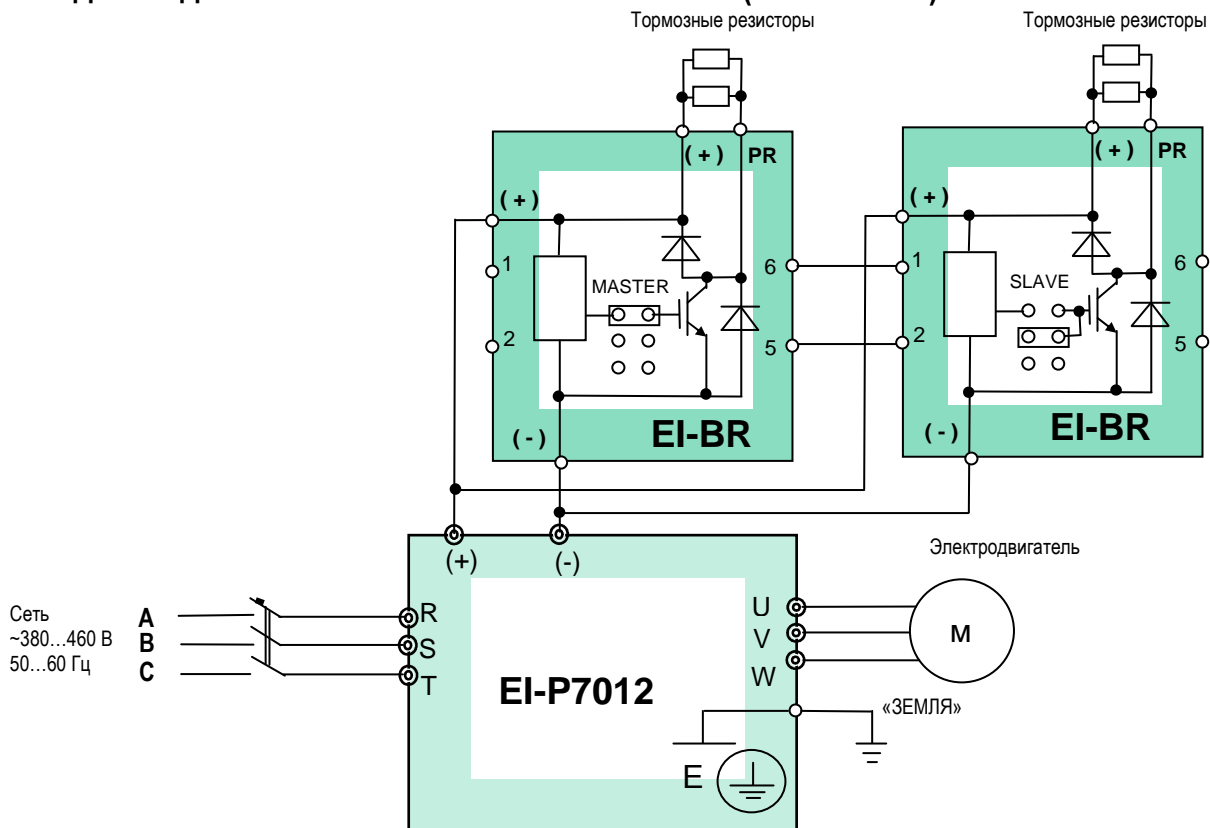 Тормозные резисторы
Тормозные резисторы
(+) PR
(+) PR
(+)
(+)
1
6
1
6
MASTER
SLAVE
2
5
2
5
(-)
EI-BR
(-)
EI-BR
(+)
(-)
Электродвигатель
Сеть
~380...460 В
50...60 Гц
A
B
C
R
S
T
U
V
W
M
EI-P7012
«ЗЕМЛЯ»
E